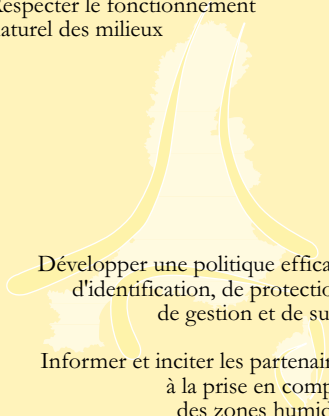 Respecter le fonctionnement
naturel des milieux
Développer une politique effica
d'identification, de protectio
de gestion et de su
Informer et inciter les partenair
à la prise en comp
des zones humid